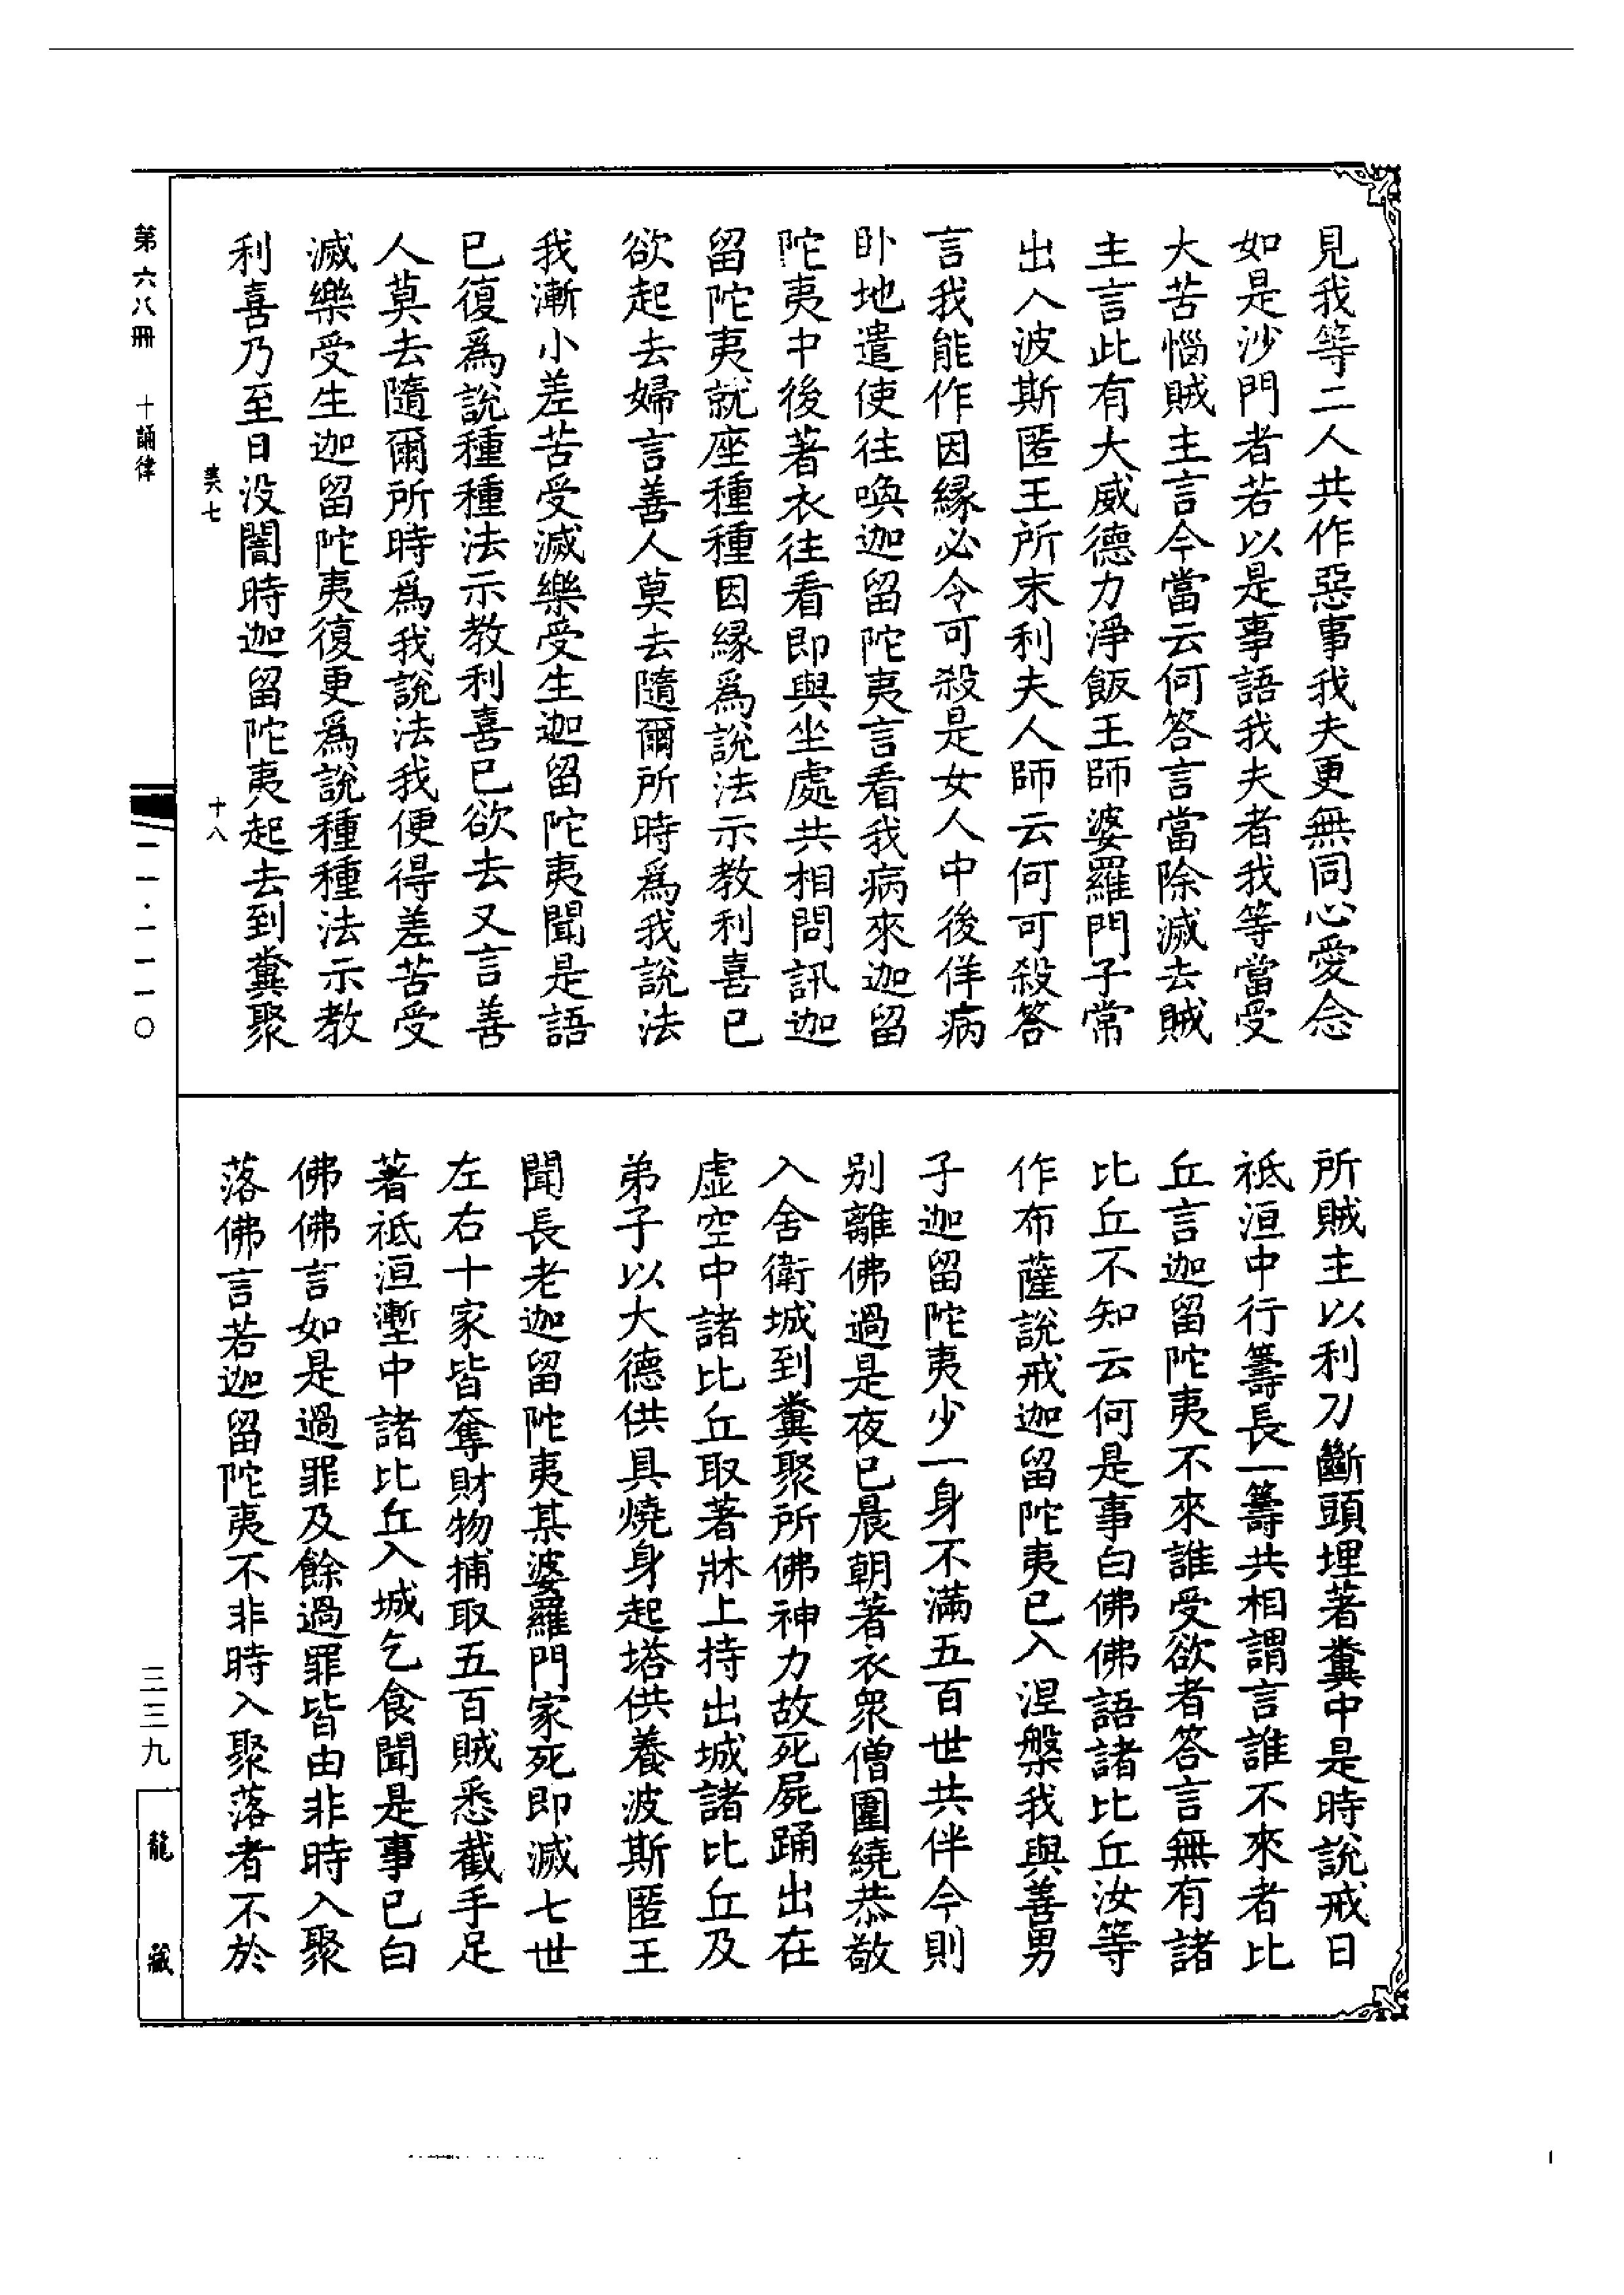 見我等二人共作惡事我夫更無同心愛念
如是沙門者若以是事語我夫者我等當受
大苦惱賊主言今當云何答言當除滅去賊
主言此有大威德力淨飯王師婆羅門子常
出入波斯匿王所末利夫人師云何可殺答
言我能作因緣必令可殺是女人中後佯病
卧地遣使往喚迦留陀夷言看我病來迦留
陀夷中後著衣往看即與坐處共相問訊迦
留陀夷就座種種因緣爲說法示教利喜已
欲起去婦言善人莫去隨爾所時爲我說法
我漸小差苦受滅樂受生迦留陀夷聞是語
已復爲說種種法示教利喜已欲去又言善
人莫去隨爾所時爲我說法我便得差苦受
滅樂受生迦留陀夷復更爲說種種法示教
利喜乃至日没闇時迦留陀夷起去到糞聚
所賊主以利刀斷頭埋著糞中是時說戒日
祇洹中行籌長一籌共相謂言誰不來者比
丘言迦留陀夷不來誰受欲者答言無有諸
比丘不知云何是事白佛佛語諸比丘汝等
作布薩說戒迦留陀夷已入涅槃我與善男
子迦留陀夷少一身不滿五百世共伴今則
别離佛過是夜已晨朝著衣衆僧圍繞恭敬
入舍衛城到糞聚所佛神力故死屍踊出在
虚空中諸比丘取著牀上持出城諸比丘及
弟子以大德供具燒身起塔供養波斯匿王
聞長老迦留陀夷某婆羅門家死即滅七世
左右十家皆奪財物捕取五百賊悉截手足
著祇洹壍中諸比丘入城乞食聞是事已白
佛佛言如是過罪及餘過罪皆由非時入聚
落佛言若迦留陀夷不非時入聚落者不於
美七
十八
第六八冊 十誦律
一一·一一一〇
三三九
龍藏